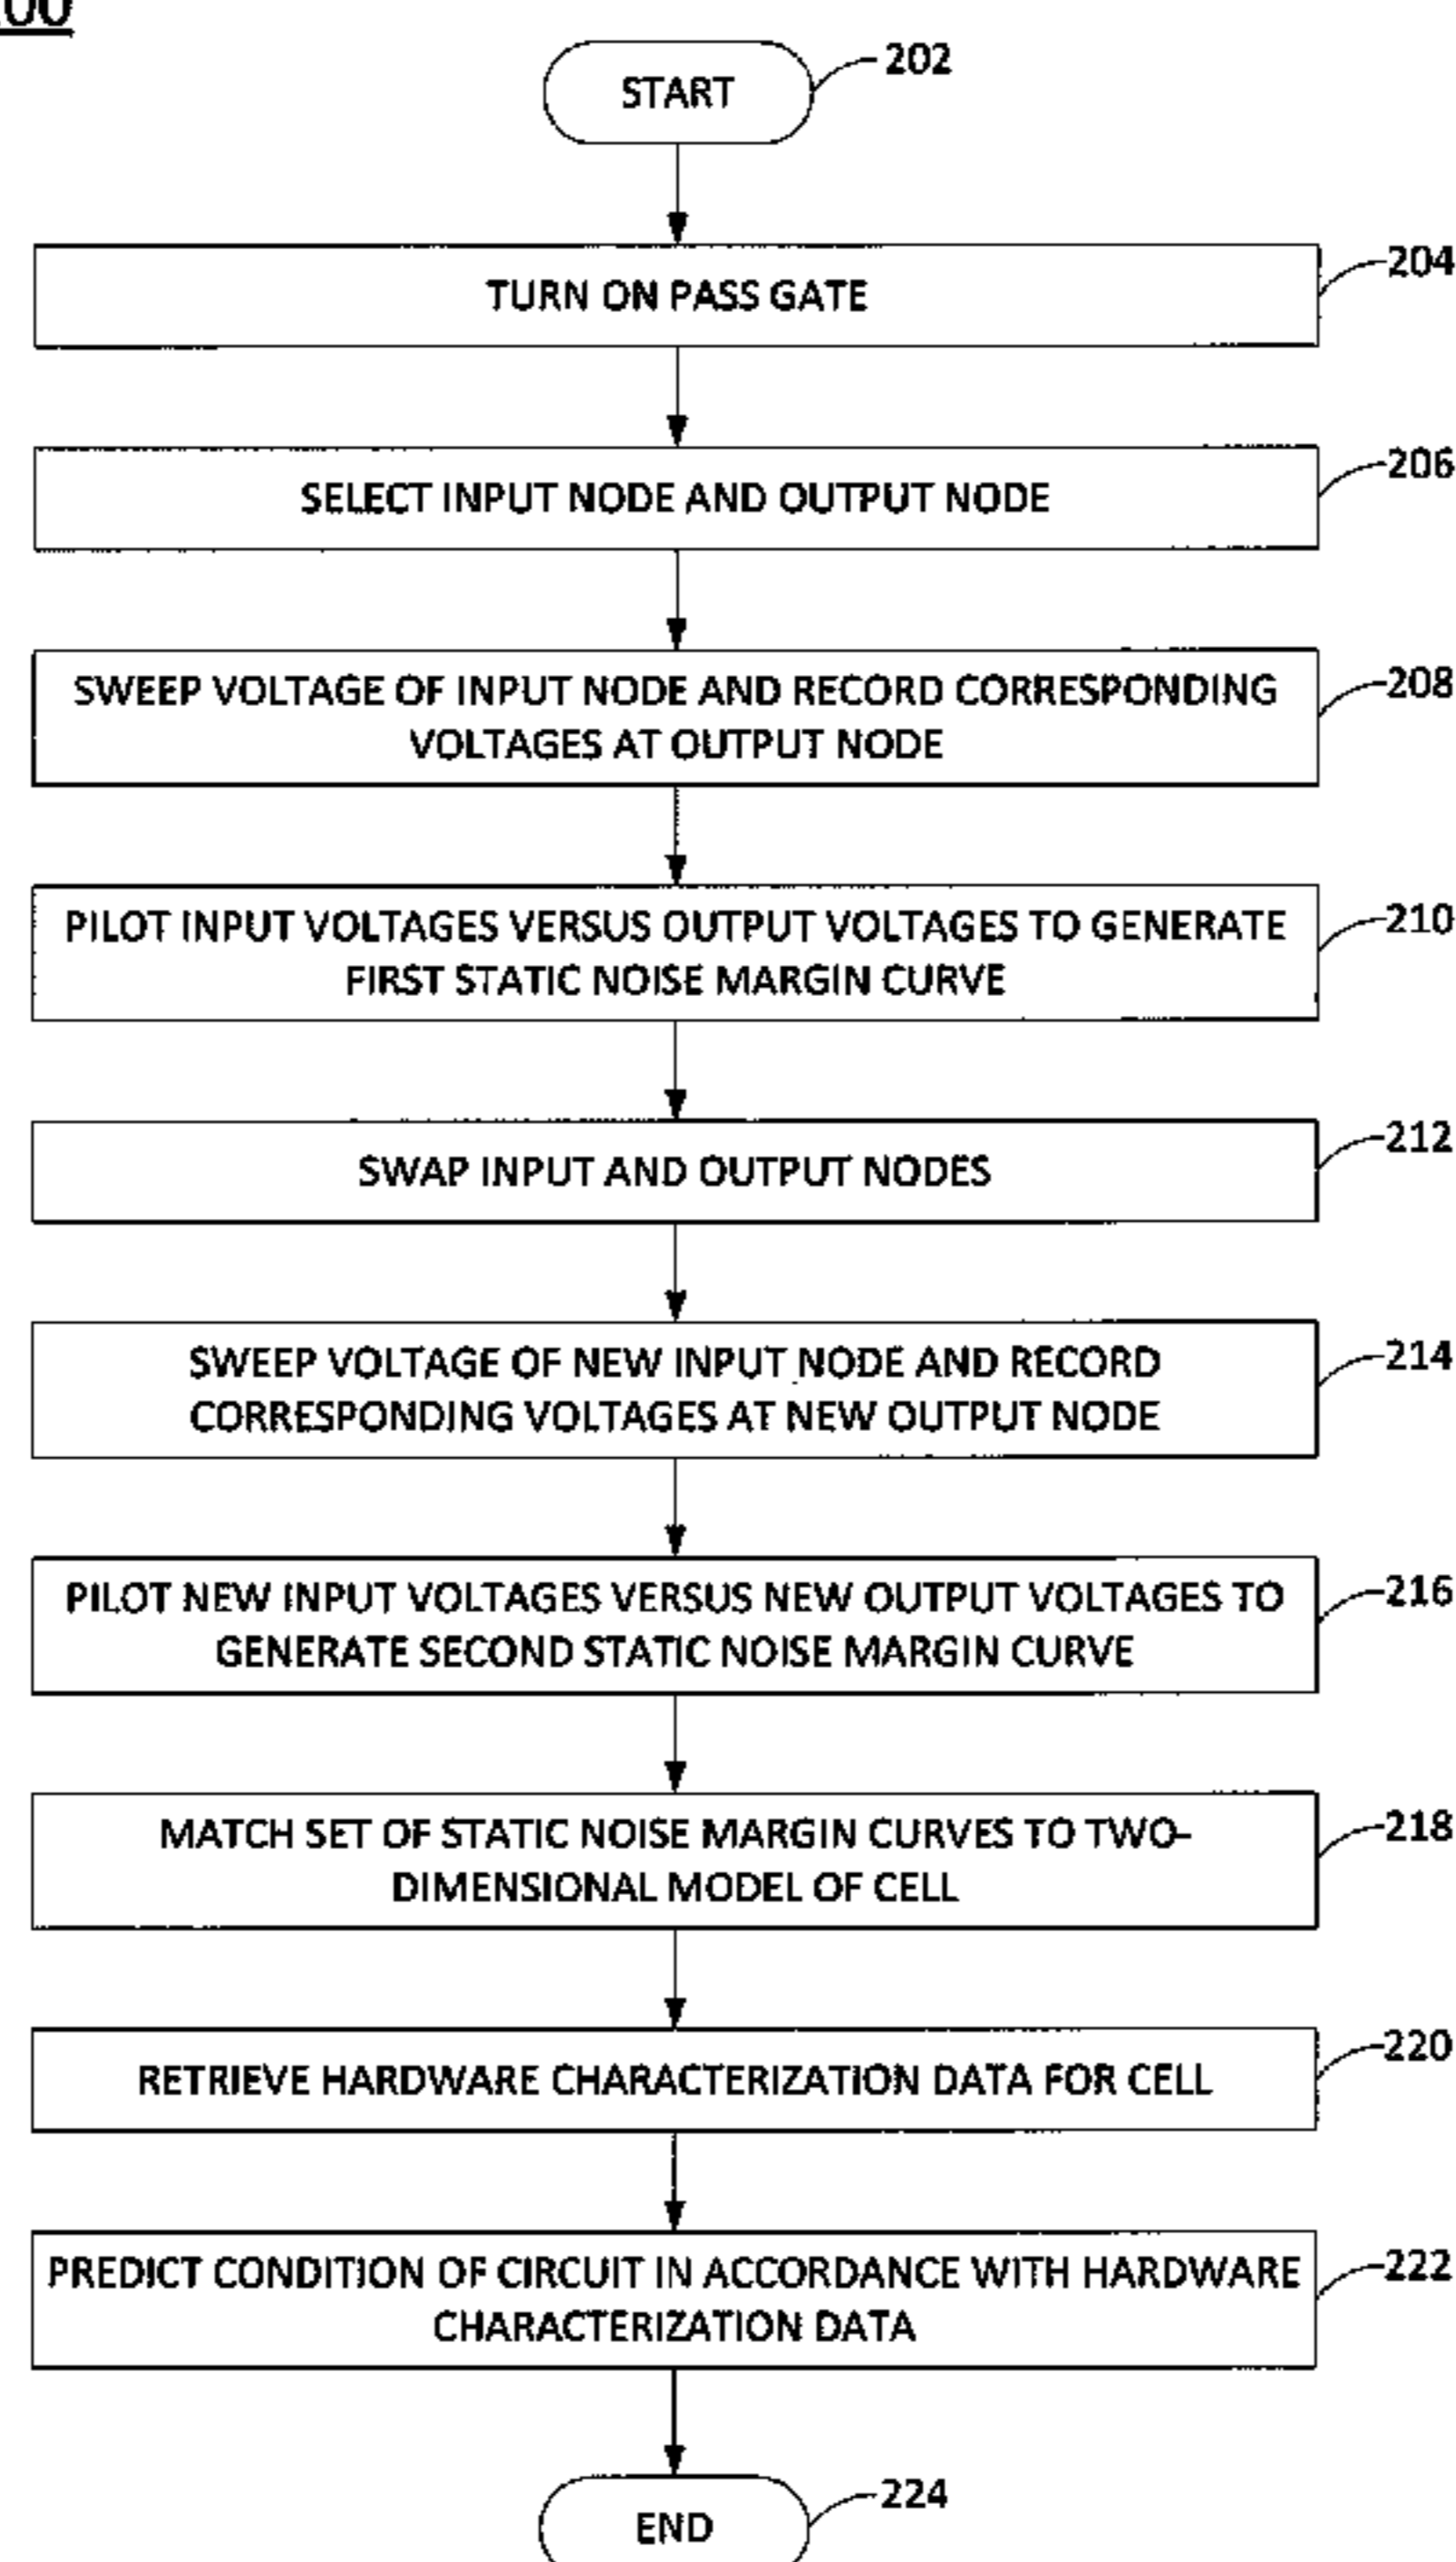 START
202
TURN ON PASS GATE
204
SELECT INPUT NODE AND OUTPUT NODE
206
SWEEP VOLTAGE OF INPUT NODE AND RECORD CORRESPONDING
VOLTAGES AT OUTPUT NODE
208
PILOT INPUT VOLTAGES VERSUS OUTPUT VOLTAGES TO GENERATE
FIRST STATIC NOISE MARGIN CURVE
210
SWAP INPUT AND OUTPUT NODES
212
SWEEP VOLTAGE OF NEW INPUT NODE AND RECORD
CORRESPONDING VOLTAGES AT NEW OUTPUT NODE
214
PILOT NEW INPUT VOLTAGES VERSUS NEW OUTPUT VOLTAGES TO
GENERATE SECOND STATIC NOISE MARGIN CURVE
216
MATCH SET OF STATIC NOISE MARGIN CURVES TO TWO-
DIMENSIONAL MODEL OF CELL
218
RETRIEVE HARDWARE CHARACTERIZATION DATA FOR CELL
220
PREDICT CONDITION OF CIRCUIT IN ACCORDANCE WITH HARDWARE
CHARACTERIZATION DATA
222
END
224